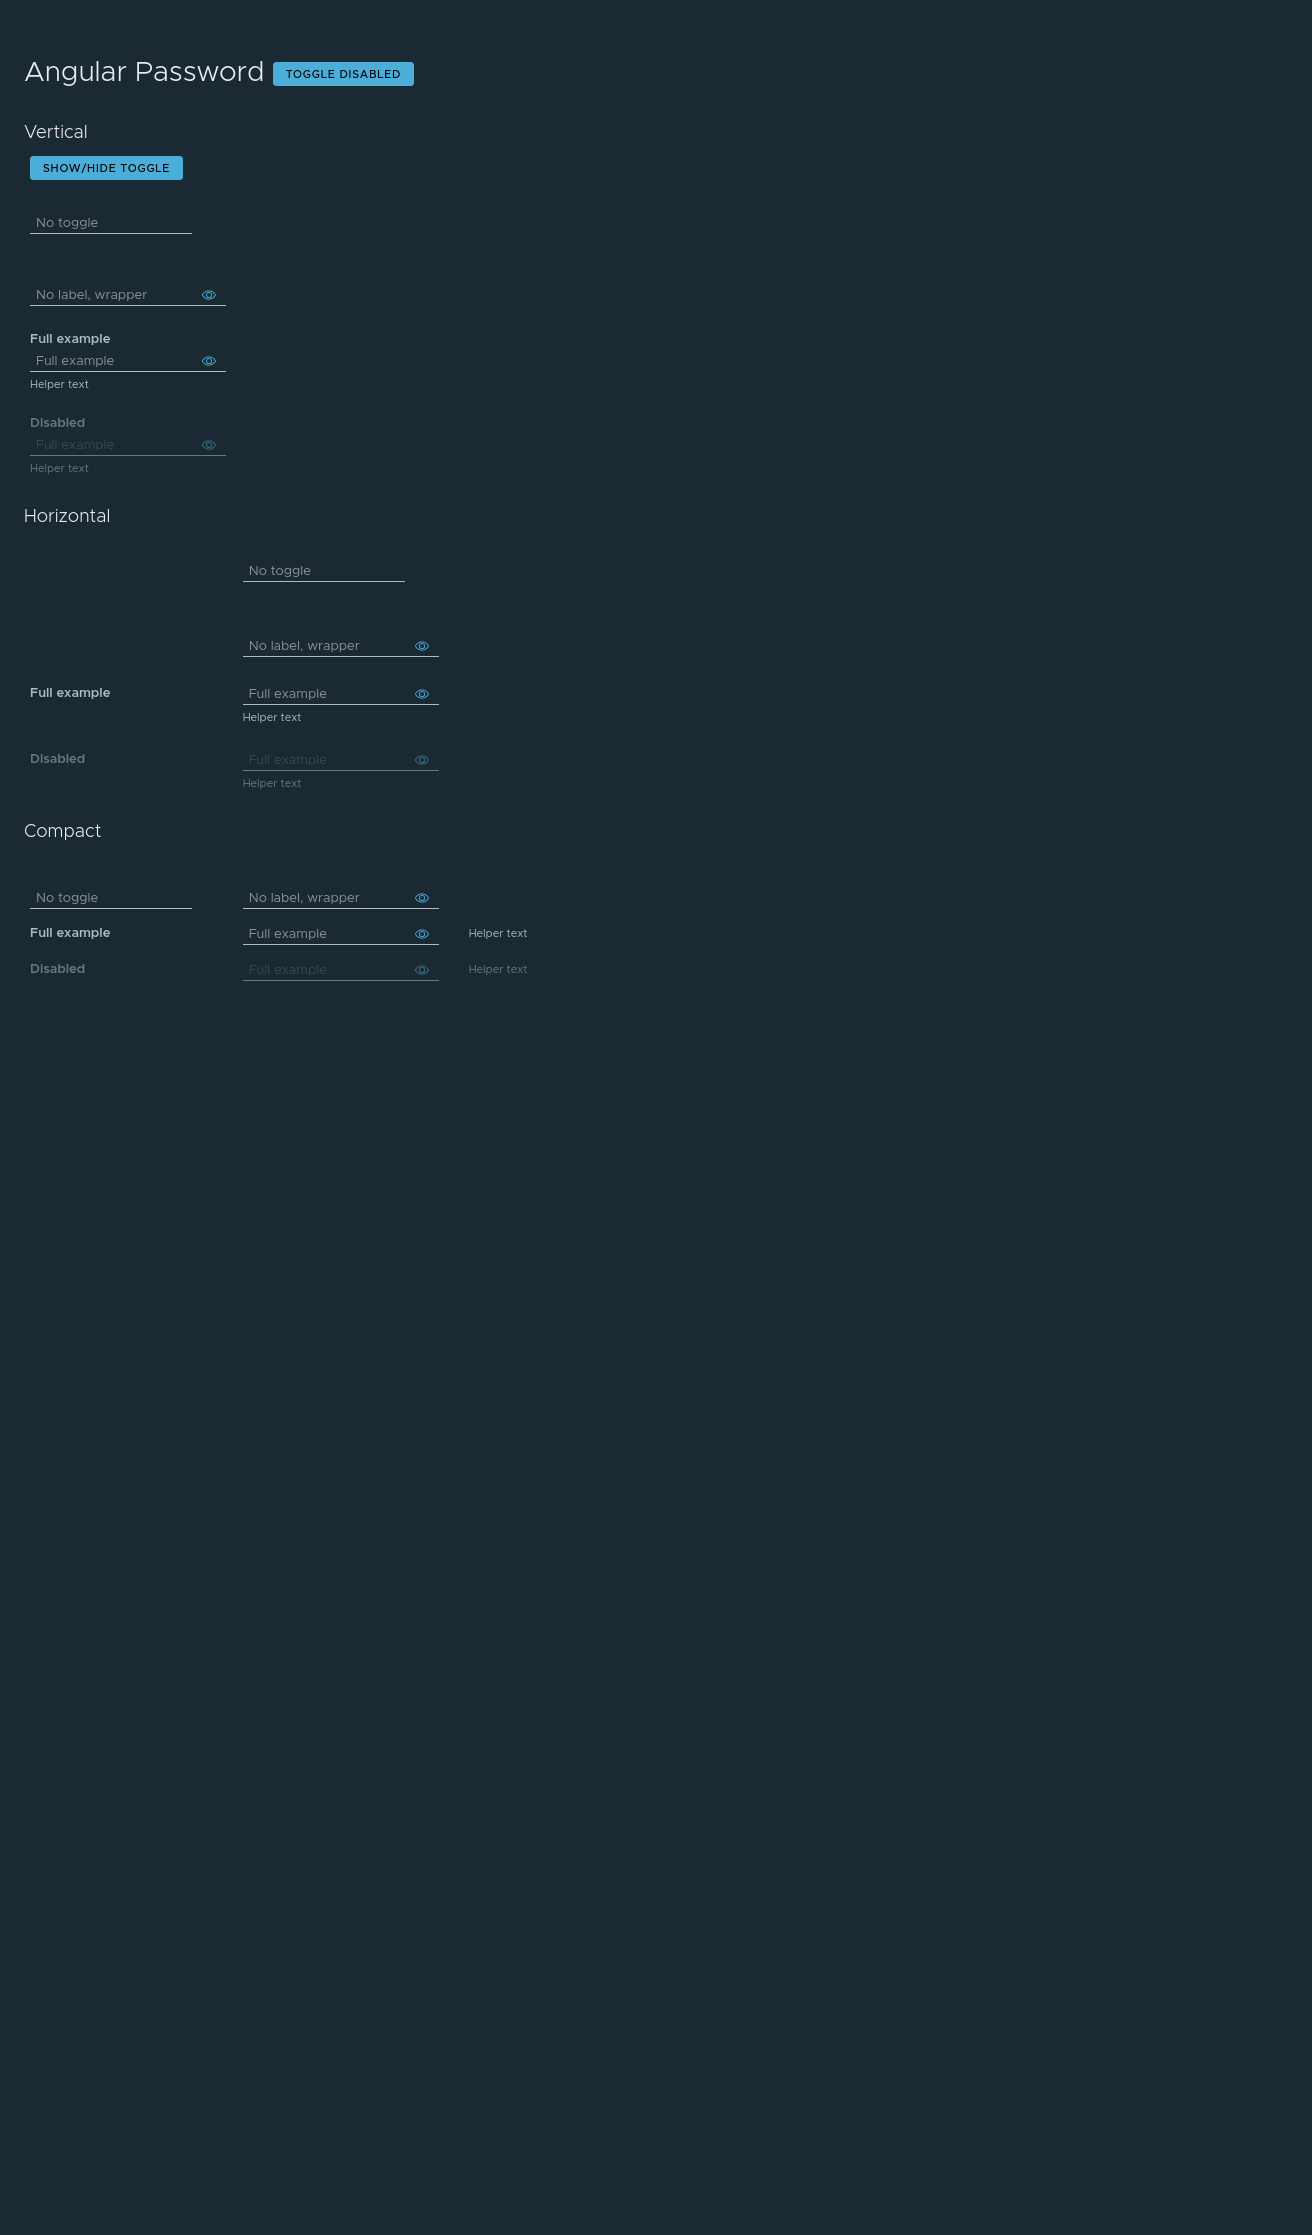 Angular Password TOGGLE DISABLED
Vertical
SHOW/HIDE TOGGLE
No toggle
No label, wrapper
Full example
Full example
Helper text
Disabled
Full example
Helper text
Horizontal
No toggle
No label, wrapper
Full example Full example
Helper text
Disabled Full example
Helper text
Compact
No toggle No label, wrapper
Full example Full example Helper text
Disabled Full example Helper text